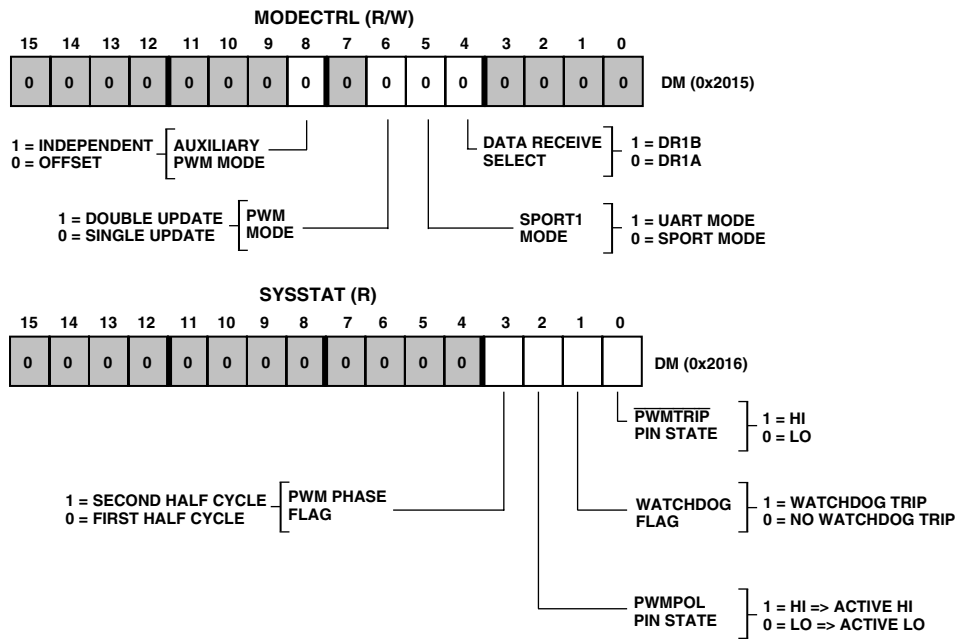 MODECTRL (R/W)
15 14 13 12 11 10 9 8 7 6 5 4 3 2 1 0
0 0 0 0 0 0 0 0 0 0 0 0 0 0 0 0 DM (0x2015)
1 = INDEPENDENT
0 = OFFSET
AUXILIARY
PWM MODE
DATA RECEIVE
SELECT
1 = DR1B
0 = DR1A
1 = DOUBLE UPDATE
0 = SINGLE UPDATE
PWM
MODE
SPORT1
MODE
1 = UART MODE
0 = SPORT MODE
SYSSTAT (R)
15 14 13 12 11 10 9 8 7 6 5 4 3 2 1 0
0 0 0 0 0 0 0 0 0 0 0 0 DM (0x2016)
PWMTRIP
PIN STATE
1 = HI
0 = LO
1 = SECOND HALF CYCLE
0 = FIRST HALF CYCLE
PWM PHASE
FLAG
WATCHDOG
FLAG
1 = WATCHDOG TRIP
0 = NO WATCHDOG TRIP
PWMPOL
PIN STATE
1 = HI => ACTIVE HI
0 = LO => ACTIVE LO